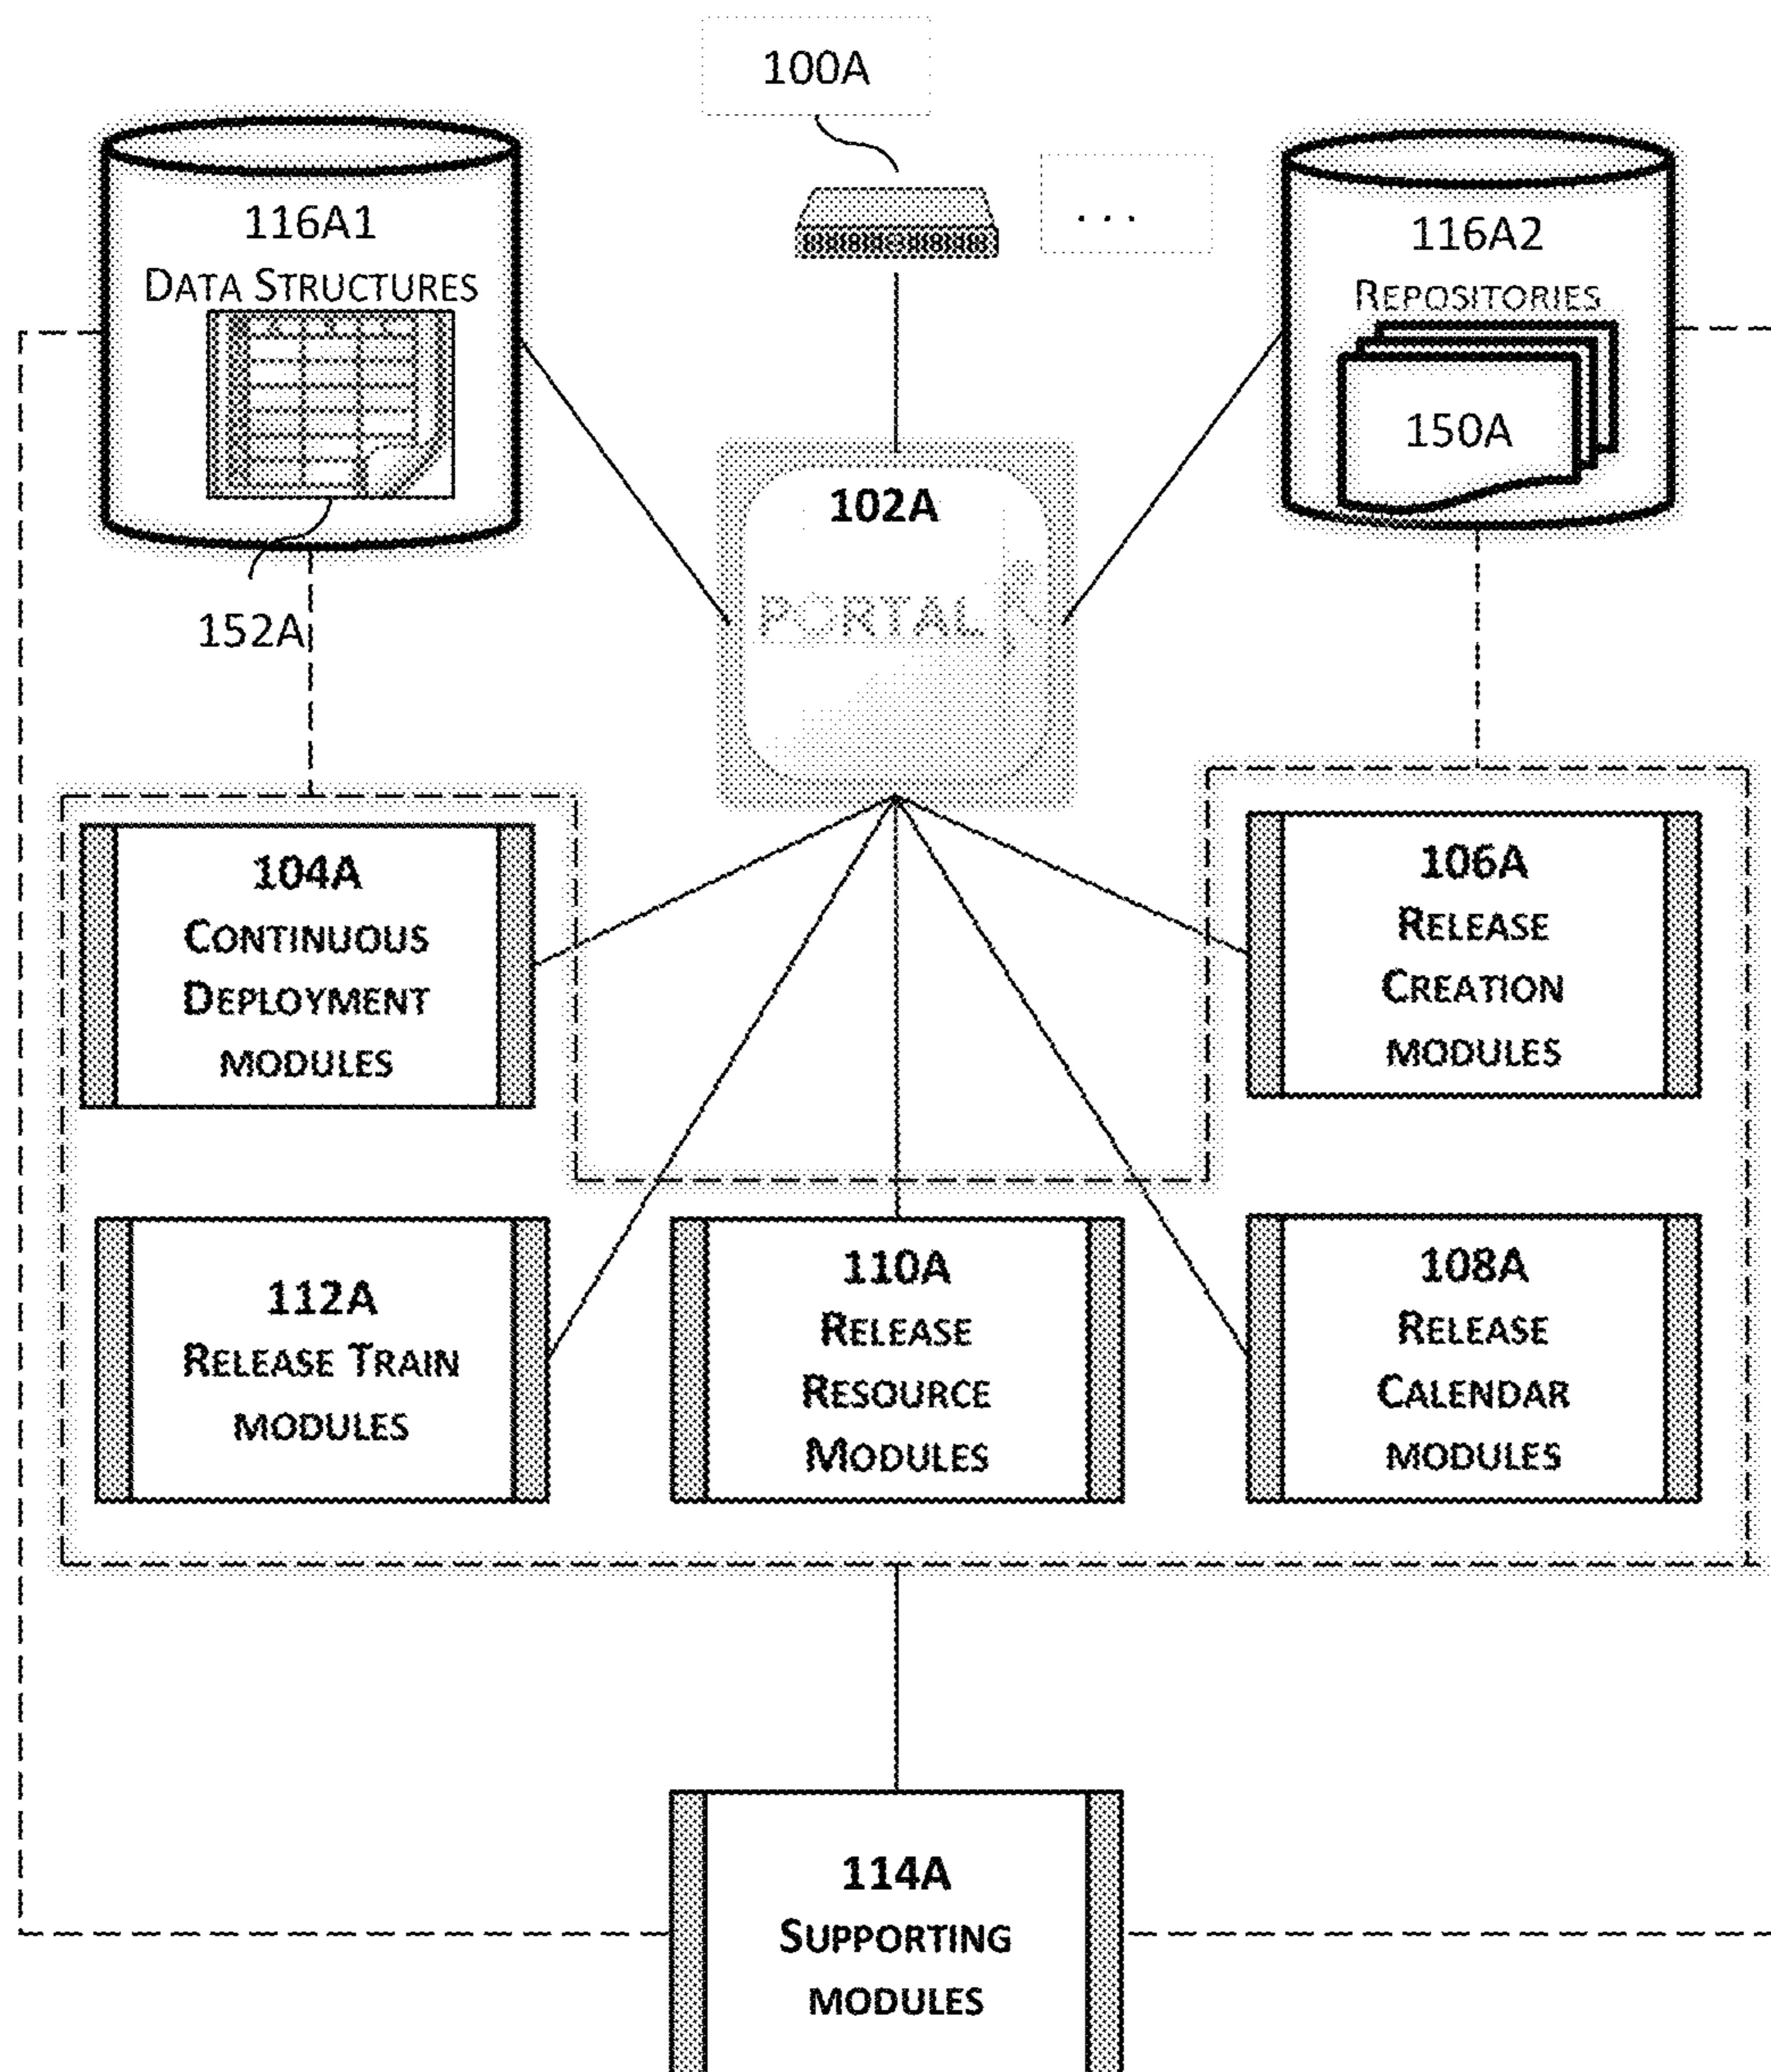 100A
...
116A1
DATA STRUCTURES
152A
116A2
REPOSITORIES
150A
102A
PORTAL
104A
CONTINUOUS
DEPLOYMENT
MODULES
106A
RELEASE
CREATION
MODULES
112A
RELEASE TRAIN
MODULES
110A
RELEASE
RESOURCE
MODULES
108A
RELEASE
CALENDAR
MODULES
114A
SUPPORTING
MODULES